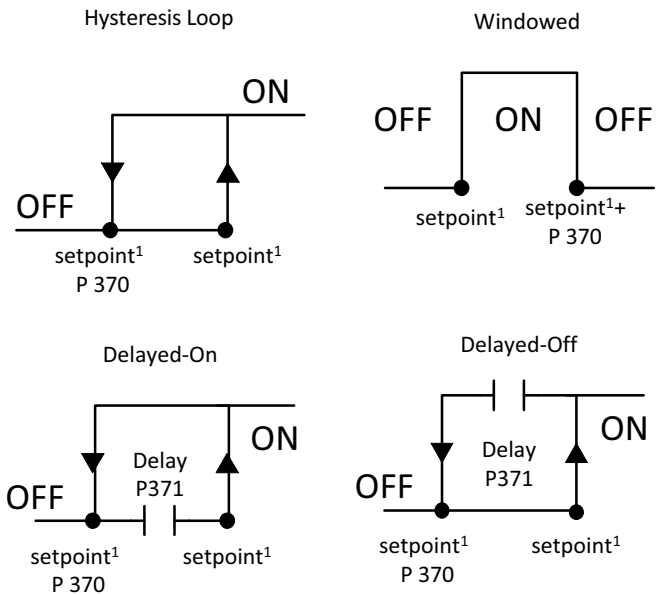 Hysteresis Loop
ON
OFF
setpoint¹
P 370
setpoint¹
Windowed
OFF
ON
OFF
setpoint¹
setpoint¹+
P 370
Delayed-On
ON
Delay
P371
OFF
setpoint¹
P 370
setpoint¹
Delayed-Off
ON
Delay
P371
OFF
setpoint¹
P 370
setpoint¹